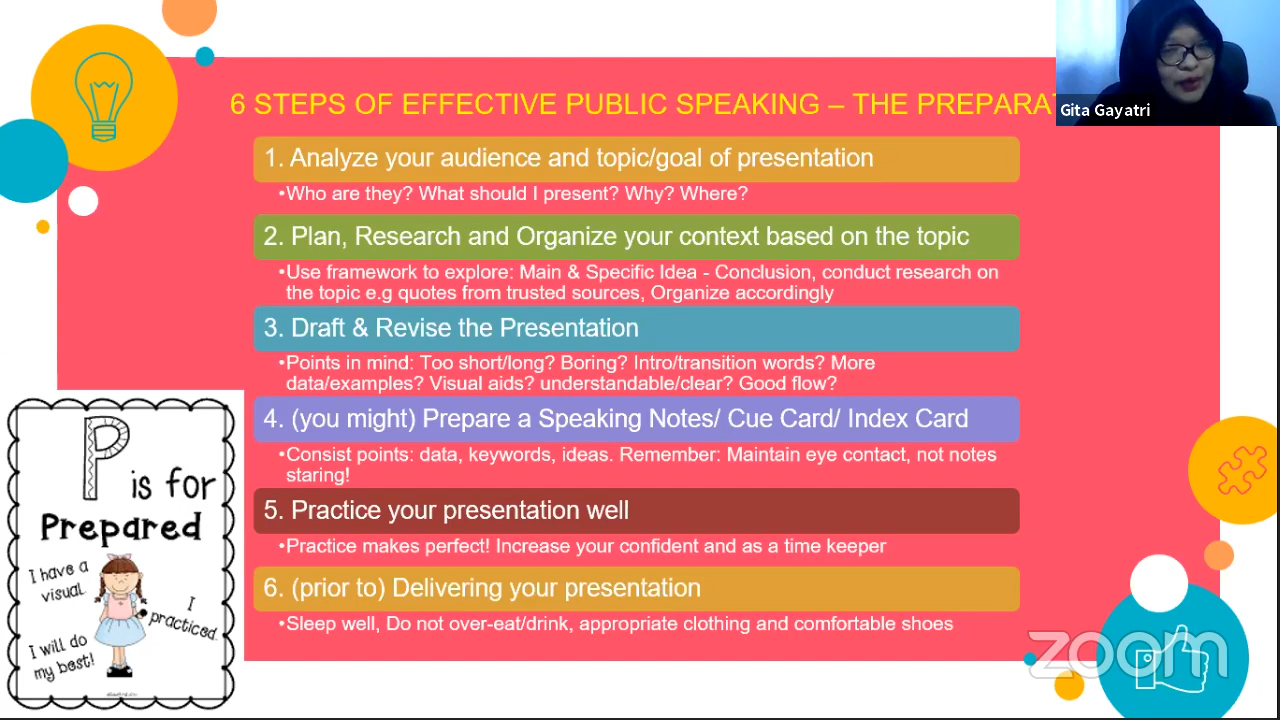 Gita Gayatri
6 STEPS OF EFFECTIVE PUBLIC SPEAKING – THE PREPARAT
1. Analyze your audience and topic/goal of presentation
•Who are they? What should I present? Why? Where?
2. Plan, Research and Organize your context based on the topic
•Use framework to explore: Main & Specific Idea - Conclusion, conduct research on
the topic e.g quotes from trusted sources, Organize accordingly
3. Draft & Revise the Presentation
•Points in mind: Too short/long? Boring? Intro/transition words? More
data/examples? Visual aids? understandable/clear? Good flow?
4. (you might) Prepare a Speaking Notes/ Cue Card/ Index Card
•Consist points: data, keywords, ideas. Remember: Maintain eye contact, not notes
staring!
5. Practice your presentation well
•Practice makes perfect! Increase your confident and as a time keeper
6. (prior to) Delivering your presentation
•Sleep well, Do not over-eat/drink, appropriate clothing and comfortable shoes
P is for
Prepared
I have a
visual.
I
practiced.
I will do
my best!
zoom